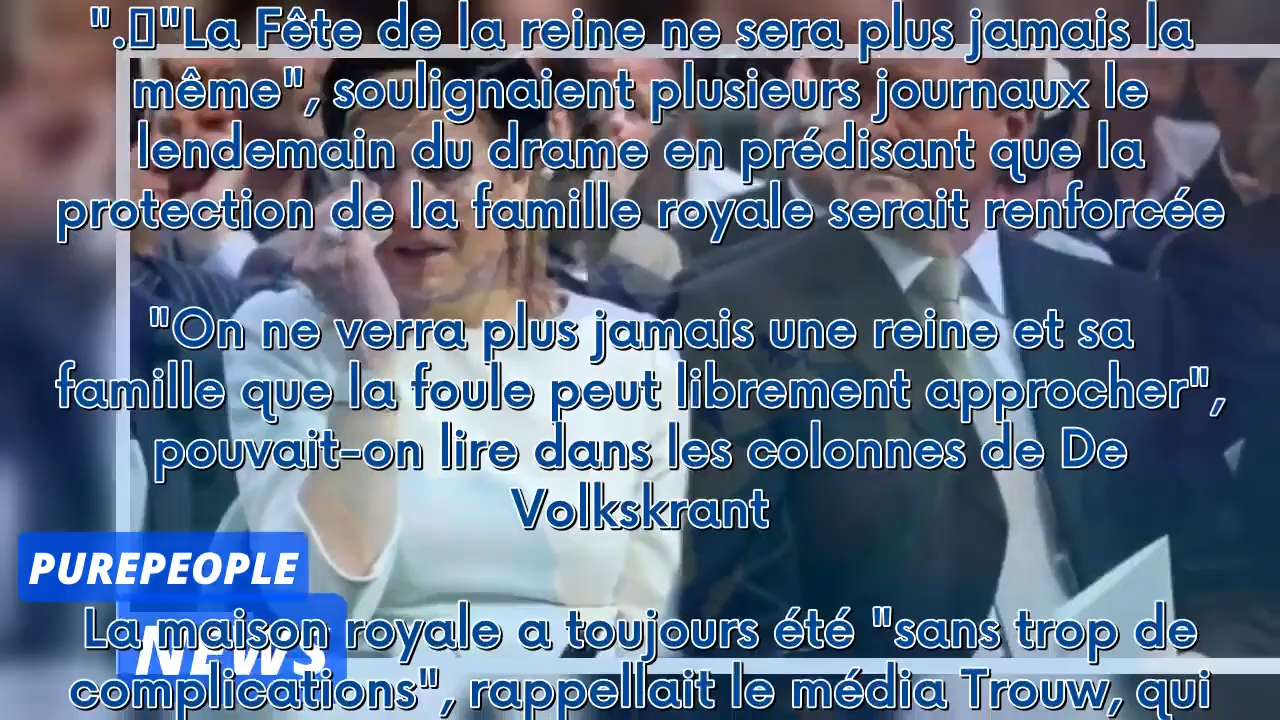 ".▯"La Fête de la reine ne sera plus jamais la
même", soulignaient plusieurs journaux le
lendemain du drame en prédisant que la
protection de la famille royale serait renforcée
"On ne verra plus jamais une reine et sa
famille que la foule peut librement approcher",
pouvait-on lire dans les colonnes de De
Volkskrant
PUREPEOPLE
NEWS
La maison royale a toujours été "sans trop de
complications", rappellait le média Trouw, qui